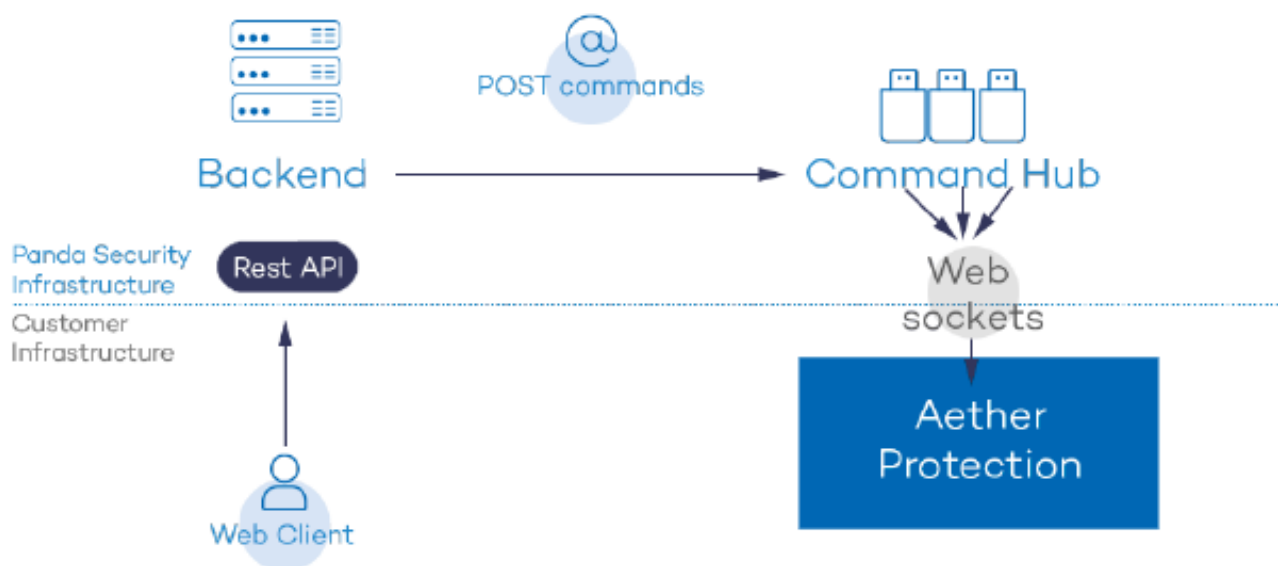 @
POST commands
Backend
Command Hub
Panda Security
Infrastructure
Rest API
Web
sockets
Customer
Infrastructure
Aether
Protection
Web Client